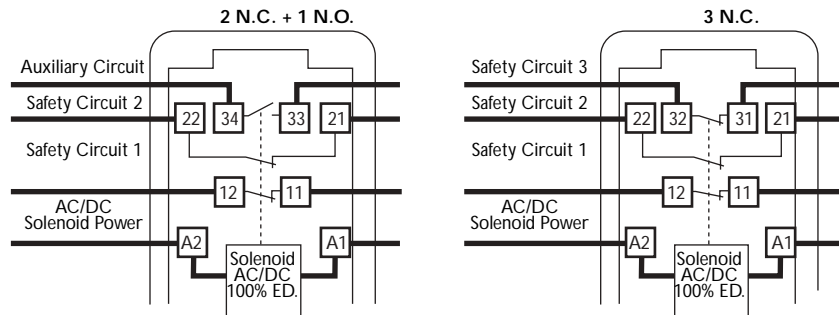 2 N.C. + 1 N.O.
Auxiliary Circuit
Safety Circuit 2
22 34 33 21
Safety Circuit 1
12 11
AC/DC
Solenoid Power
A2 A1
Solenoid
AC/DC
100% ED.
3 N.C.
Safety Circuit 3
Safety Circuit 2
22 32 31 21
Safety Circuit 1
12 11
AC/DC
Solenoid Power
A2 A1
Solenoid
AC/DC
100% ED.